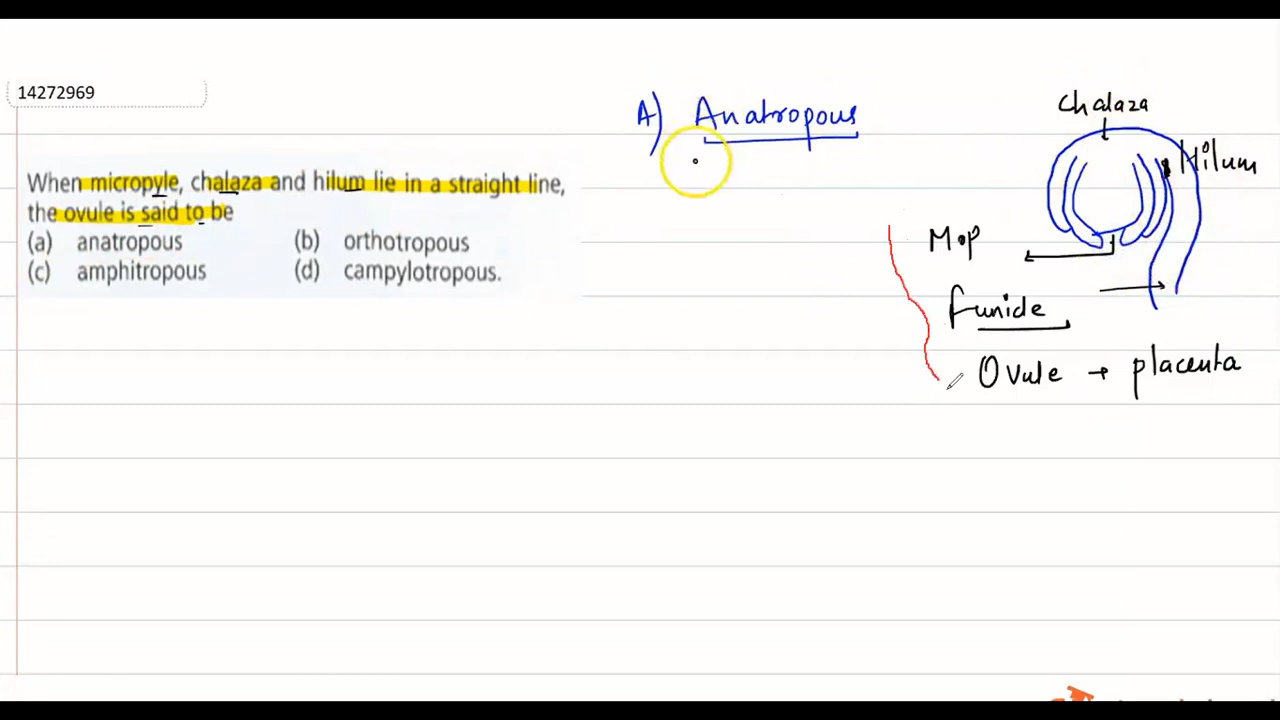 14272969
When micropyle, chalaza and hilum lie in a straight line,
the ovule is said to be
(a) anatropous (b) orthotropous
(c) amphitropous (d) campylotropous.
A) Anatropous
Chalaza
Hilum
Mop
funicle
Ovule → placenta